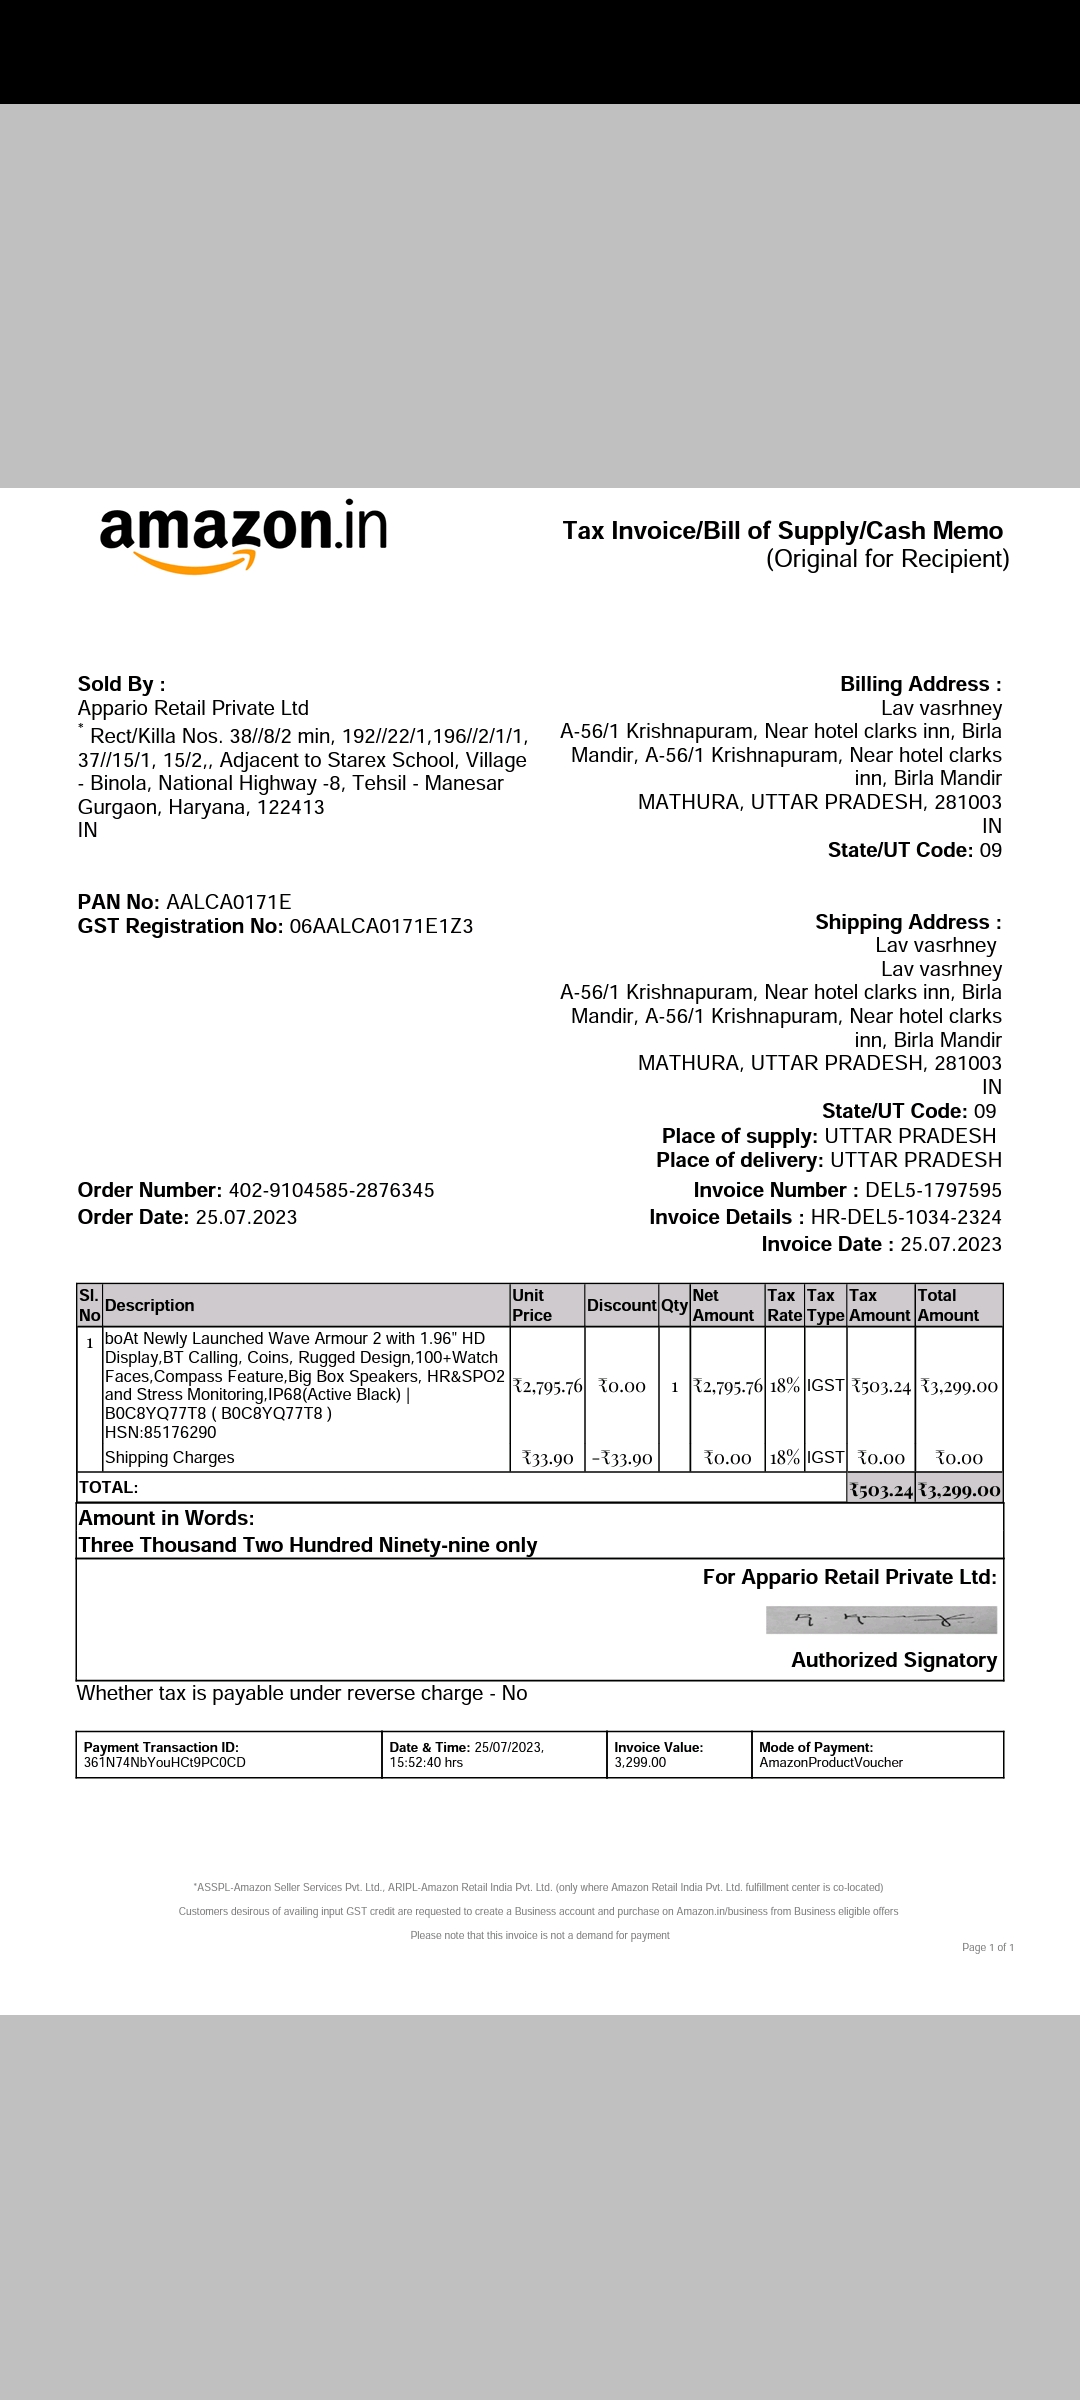 amazon.in
Tax Invoice/Bill of Supply/Cash Memo
(Original for Recipient)
Sold By :
Appario Retail Private Ltd
* Rect/Killa Nos. 38//8/2 min, 192//22/1,196//2/1/1,
37//15/1, 15/2,, Adjacent to Starex School, Village
- Binola, National Highway -8, Tehsil - Manesar
Gurgaon, Haryana, 122413
IN
PAN No: AALCA0171E
GST Registration No: 06AALCA0171E1Z3
Billing Address :
Lav vasrhney
A-56/1 Krishnapuram, Near hotel clarks inn, Birla
Mandir, A-56/1 Krishnapuram, Near hotel clarks
inn, Birla Mandir
MATHURA, UTTAR PRADESH, 281003
IN
State/UT Code: 09
Shipping Address :
Lav vasrhney
Lav vasrhney
A-56/1 Krishnapuram, Near hotel clarks inn, Birla
Mandir, A-56/1 Krishnapuram, Near hotel clarks
inn, Birla Mandir
MATHURA, UTTAR PRADESH, 281003
IN
State/UT Code: 09
Place of supply: UTTAR PRADESH
Place of delivery: UTTAR PRADESH
Order Number: 402-9104585-2876345
Order Date: 25.07.2023
Invoice Number : DEL5-1797595
Invoice Details : HR-DEL5-1034-2324
Invoice Date : 25.07.2023
Sl. No Description Unit Price Discount Qty Net Amount Tax Rate Tax Type Tax Amount Total Amount
1 boAt Newly Launched Wave Armour 2 with 1.96" HD
Display,BT Calling, Coins, Rugged Design,100+Watch
Faces,Compass Feature,Big Box Speakers, HR&SPO2
and Stress Monitoring,IP68(Active Black) |
B0C8YQ77T8 ( B0C8YQ77T8 )
HSN:85176290
₹2,795.76 ₹0.00 1 ₹2,795.76 18% IGST ₹503.24 ₹3,299.00
Shipping Charges ₹33.90 -₹33.90 ₹0.00 18% IGST ₹0.00 ₹0.00
TOTAL: ₹503.24 ₹3,299.00
Amount in Words:
Three Thousand Two Hundred Ninety-nine only
For Appario Retail Private Ltd:
Authorized Signatory
Whether tax is payable under reverse charge - No
Payment Transaction ID:
361N74NbYouHCt9PC0CD
Date & Time: 25/07/2023,
15:52:40 hrs
Invoice Value:
3,299.00
Mode of Payment:
AmazonProductVoucher
*ASSPL-Amazon Seller Services Pvt. Ltd., ARIPL-Amazon Retail India Pvt. Ltd. (only where Amazon Retail India Pvt. Ltd. fulfillment center is co-located)
Customers desirous of availing input GST credit are requested to create a Business account and purchase on Amazon.in/business from Business eligible offers
Please note that this invoice is not a demand for payment
Page 1 of 1